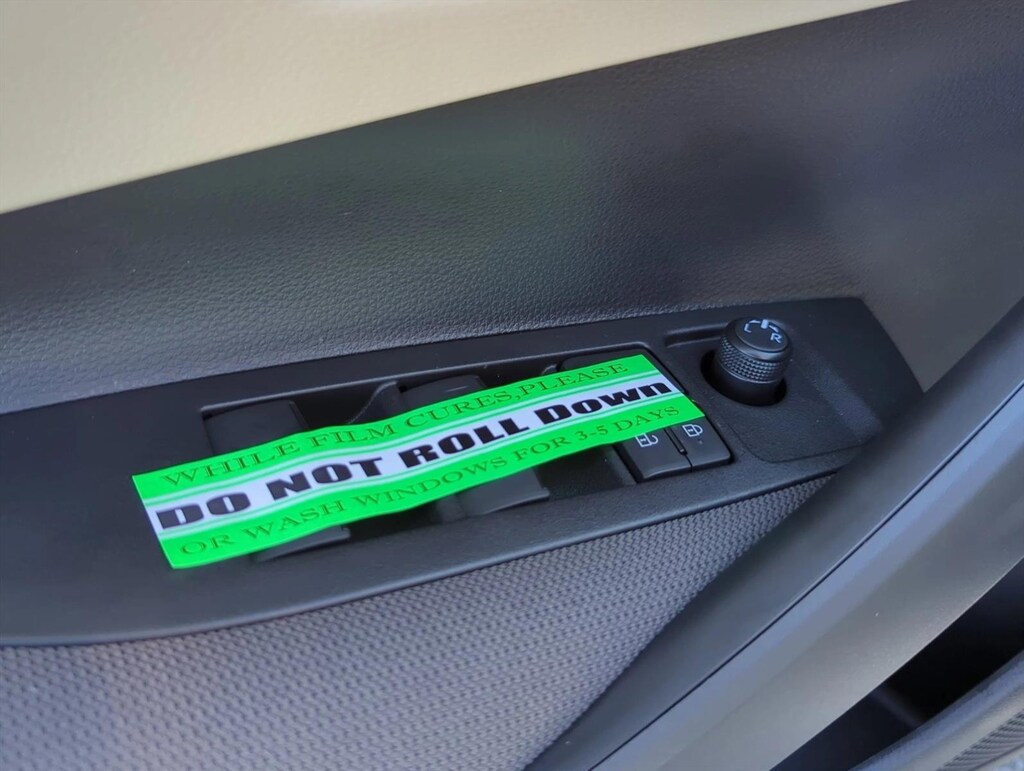 WHILE FILM CURES,PLEASE
DO NOT ROLL DOWN
OR WASH WINDOWS FOR 3-5 DAYS
L R